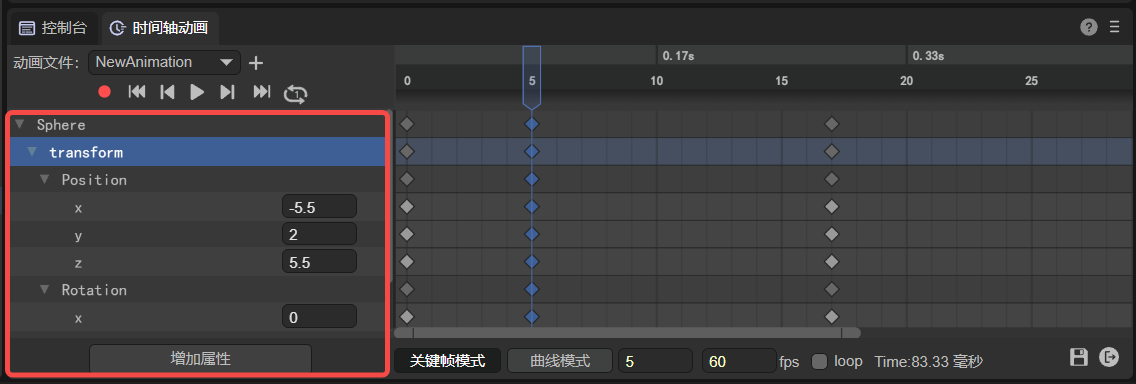 控制台 时间轴动画 ?
动画文件: NewAnimation 0.17s 0.33s
0 5 10 15 20 25
1
Sphere
transform
Position
x -5.5
y 2
z 5.5
Rotation
x 0
增加属性 关键帧模式 曲线模式 5 60 fps loop Time:83.33 毫秒